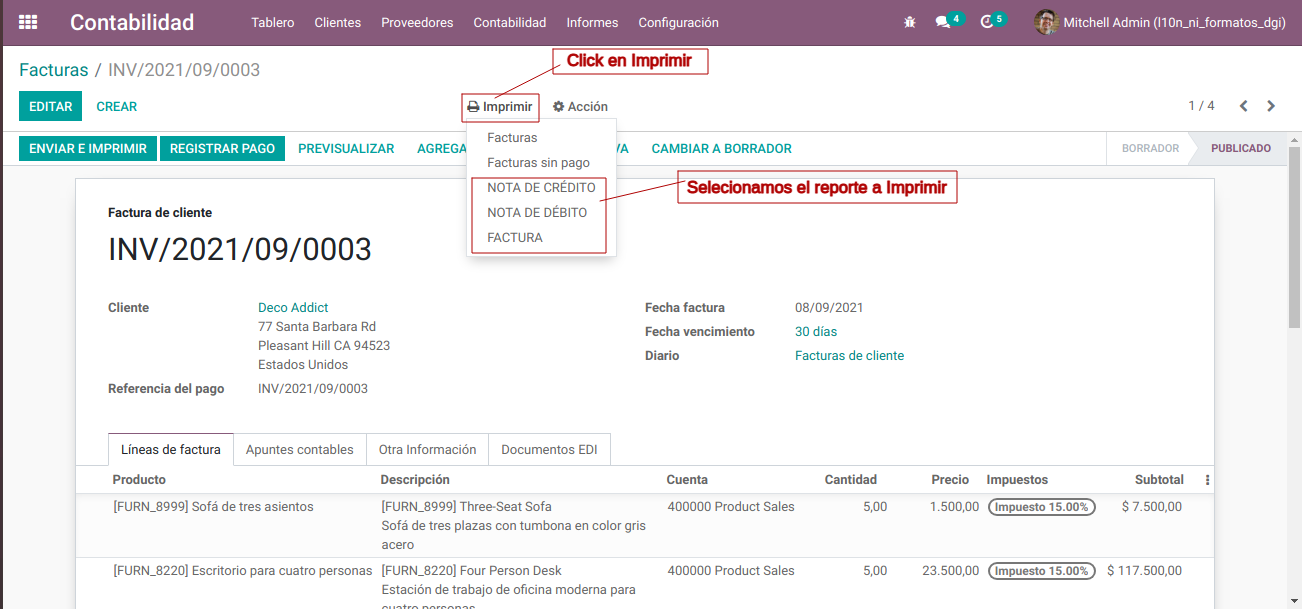 Contabilidad Tablero Clientes Proveedores Contabilidad Informes Configuración 4 5 Mitchell Admin (l10n_ni_formatos_dgi)
Click en Imprimir
Facturas / INV/2021/09/0003
EDITAR CREAR Imprimir Acción 1 / 4
Facturas
ENVIAR E IMPRIMIR REGISTRAR PAGO PREVISUALIZAR AGREGA VA CAMBIAR A BORRADOR BORRADOR PUBLICADO
Facturas sin pago
NOTA DE CRÉDITO
Selecionamos el reporte a Imprimir
NOTA DE DÉBITO
FACTURA
Factura de cliente
INV/2021/09/0003
Cliente Deco Addict
77 Santa Barbara Rd
Pleasant Hill CA 94523
Estados Unidos
Referencia del pago INV/2021/09/0003
Fecha factura 08/09/2021
Fecha vencimiento 30 días
Diario Facturas de cliente
Líneas de factura Apuntes contables Otra Información Documentos EDI
Producto Descripción Cuenta Cantidad Precio Impuestos Subtotal
[FURN_8999] Sofá de tres asientos [FURN_8999] Three-Seat Sofa 400000 Product Sales 5,00 1.500,00 Impuesto 15.00% $ 7.500,00
Sofá de tres plazas con tumbona en color gris
acero
[FURN_8220] Escritorio para cuatro personas [FURN_8220] Four Person Desk 400000 Product Sales 5,00 23.500,00 Impuesto 15.00% $ 117.500,00
Estación de trabajo de oficina moderna para
cuatro personas